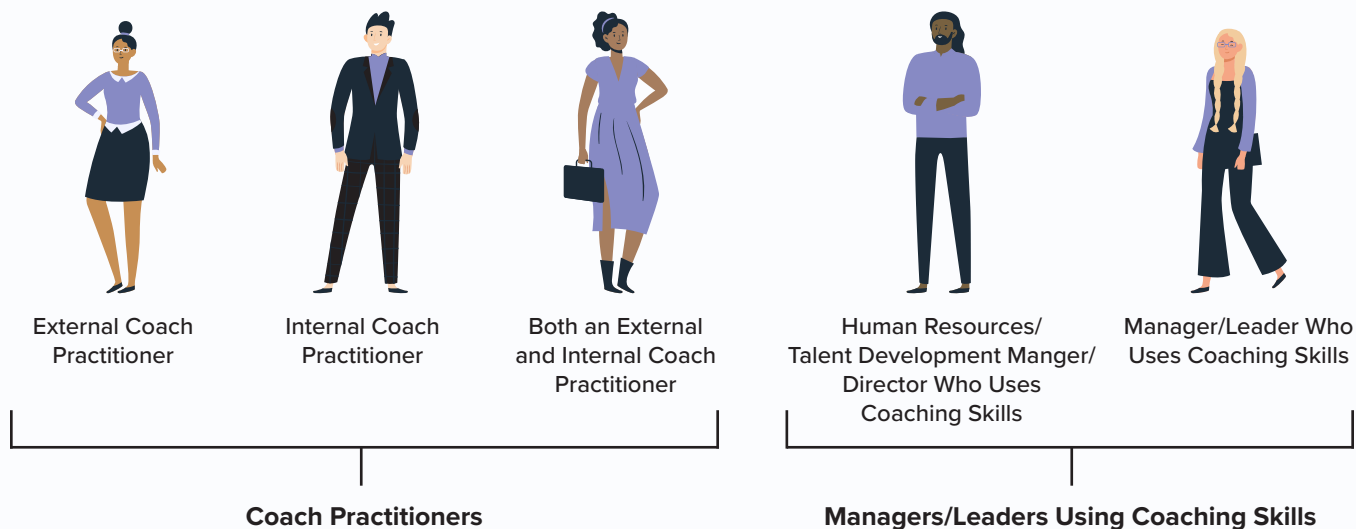 External Coach
Practitioner
Internal Coach
Practitioner
Both an External
and Internal Coach
Practitioner
Human Resources/
Talent Development Manger/
Director Who Uses
Coaching Skills
Manager/Leader Who
Uses Coaching Skills
Coach Practitioners
Managers/Leaders Using Coaching Skills